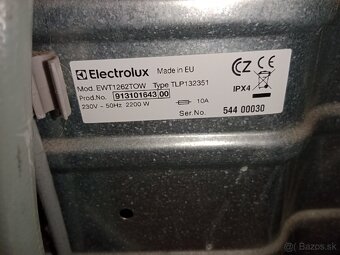 Electrolux Made in EU
Mod. EWT1262TOW Type TLP132351
Prod.No. 913101643 00
230V ~ 50Hz 2200 W 10A
Ser.No. 544 00030
CZ CE
IPX4
© Bazos.sk